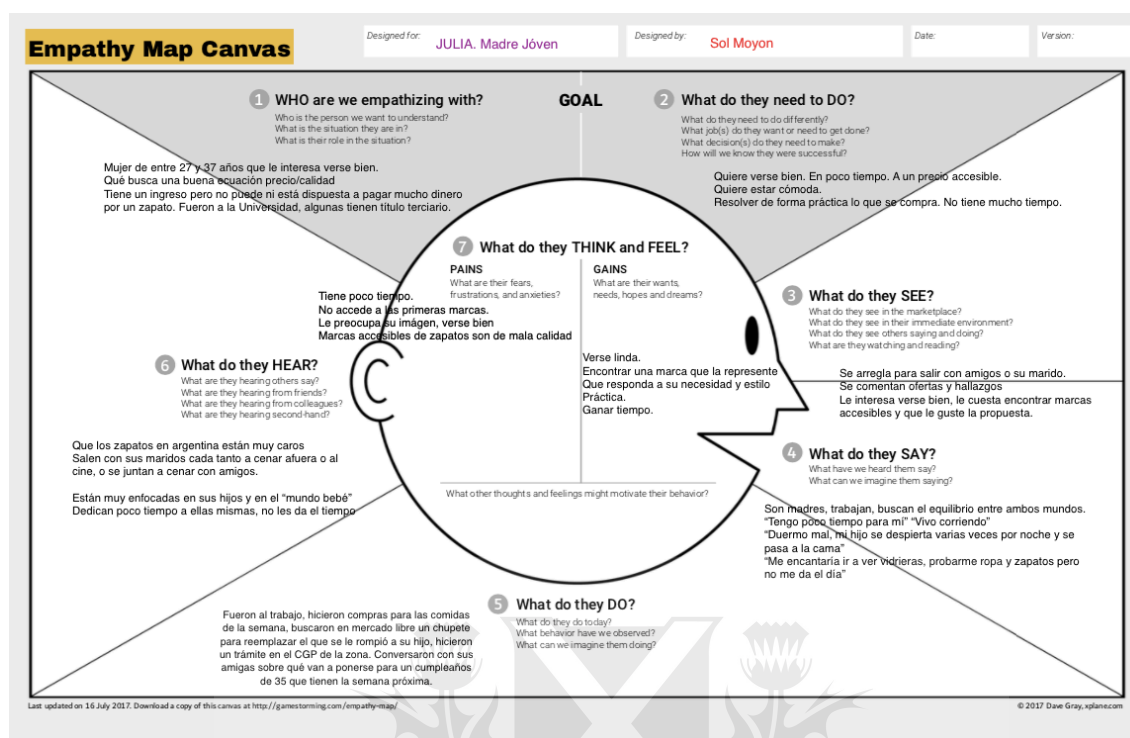 Empathy Map Canvas
Designed for:
JULIA. Madre Jóven
Designed by:
Sol Moyon
Date:
Version:
1 WHO are we empathizing with?
Who is the person we want to understand?
What is the situation they are in?
What is their role in the situation?
Mujer de entre 27 y 37 años que le interesa verse bien.
Qué busca una buena ecuación precio/calidad
Tiene un ingreso pero no puede ni está dispuesta a pagar mucho dinero
por un zapato. Fueron a la Universidad, algunas tienen título terciario.
GOAL
2 What do they need to DO?
What do they need to do differently?
What job(s) do they want or need to get done?
What decision(s) do they need to make?
How will we know they were successful?
Quiere verse bien. En poco tiempo. A un precio accesible.
Quiere estar cómoda.
Resolver de forma práctica lo que se compra. No tiene mucho tiempo.
7 What do they THINK and FEEL?
PAINS
What are their fears,
frustrations, and anxieties?
Tiene poco tiempo.
No accede a las primeras marcas.
Le preocupa su imágen, verse bien
Marcas accesibles de zapatos son de mala calidad
GAINS
What are their wants,
needs, hopes and dreams?
Verse linda.
Encontrar una marca que la represente
Que responda a su necesidad y estilo
Práctica.
Ganar tiempo.
What other thoughts and feelings might motivate their behavior?
3 What do they SEE?
What do they see in the marketplace?
What do they see in their immediate environment?
What do they see others saying and doing?
What are they watching and reading?
Se arregla para salir con amigos o su marido.
Se comentan ofertas y hallazgos
Le interesa verse bien, le cuesta encontrar marcas
accesibles y que le guste la propuesta.
6 What do they HEAR?
What are they hearing others say?
What are they hearing from friends?
What are they hearing from colleagues?
What are they hearing second-hand?
Que los zapatos en argentina están muy caros
Salen con sus maridos cada tanto a cenar afuera o al
cine, o se juntan a cenar con amigos.
Están muy enfocadas en sus hijos y en el “mundo bebé”
Dedican poco tiempo a ellas mismas, no les da el tiempo
4 What do they SAY?
What have we heard them say?
What can we imagine them saying?
Son madres, trabajan, buscan el equilibrio entre ambos mundos.
“Tengo poco tiempo para mí” “Vivo corriendo”
“Duermo mal, mi hijo se despierta varias veces por noche y se
pasa a la cama”
“Me encantaría ir a ver vidrieras, probarme ropa y zapatos pero
no me da el día”
5 What do they DO?
What do they do today?
What behavior have we observed?
What can we imagine them doing?
Fueron al trabajo, hicieron compras para las comidas
de la semana, buscaron en mercado libre un chupete
para reemplazar el que se le rompió a su hijo, hicieron
un trámite en el CGP de la zona. Conversaron con sus
amigas sobre qué van a ponerse para un cumpleaños
de 35 que tienen la semana próxima.
Last updated on 16 July 2017. Download a copy of this canvas at http://gamestorming.com/empathy-map/
© 2017 Dave Gray, xplane.com